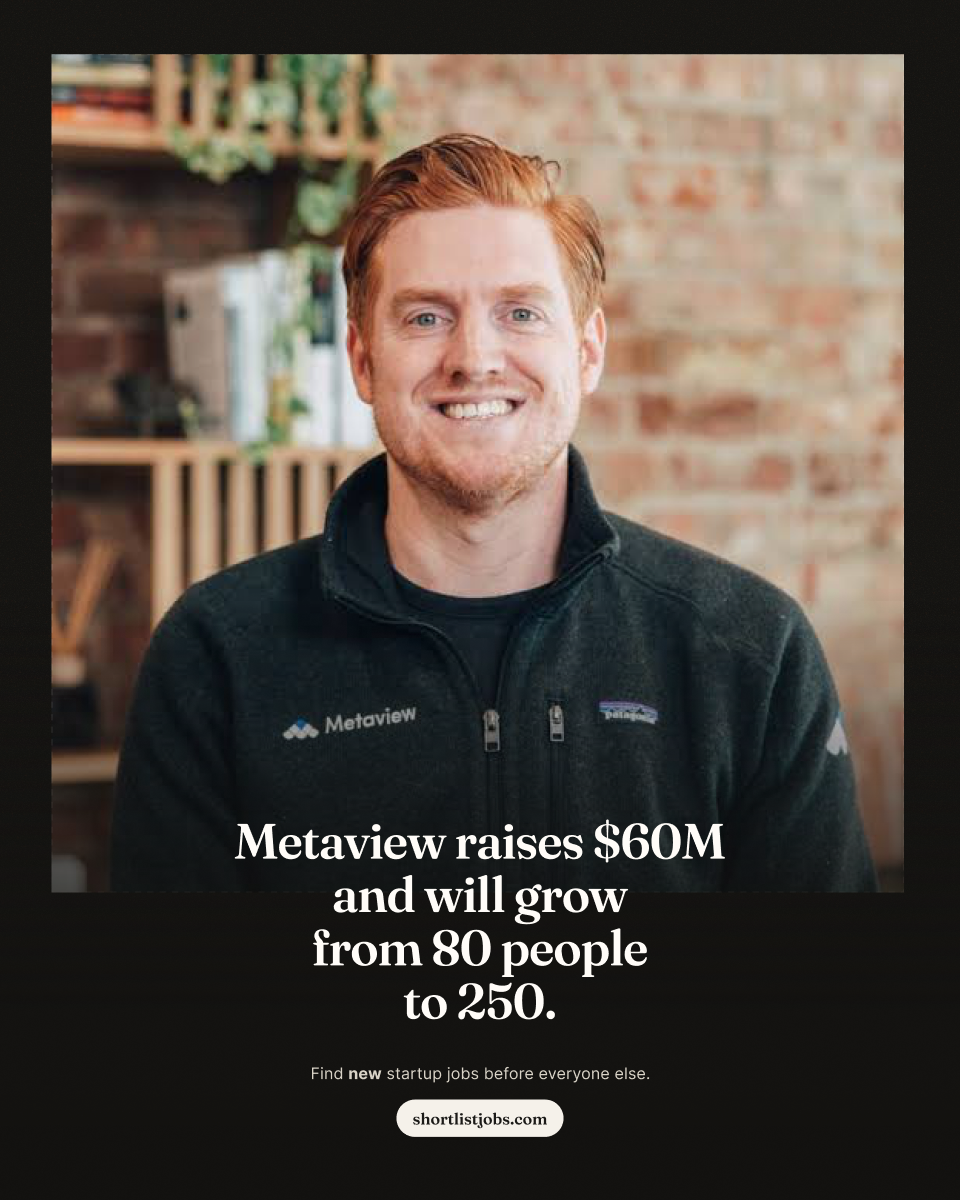 Metaview
patagonia
Metaview raises $60M
and will grow
from 80 people
to 250.
Find new startup jobs before everyone else.
shortlistjobs.com